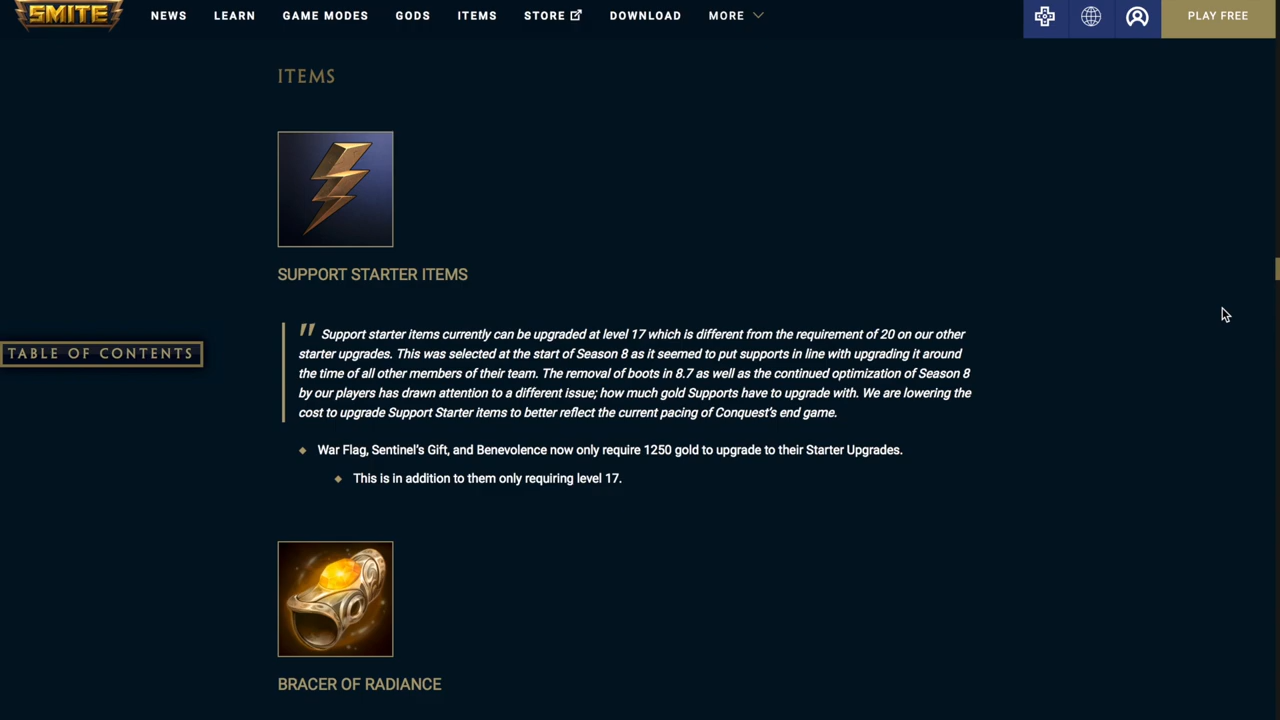 SMITE
NEWS LEARN GAME MODES GODS ITEMS STORE DOWNLOAD MORE PLAY FREE
ITEMS
SUPPORT STARTER ITEMS
" Support starter items currently can be upgraded at level 17 which is different from the requirement of 20 on our other
starter upgrades. This was selected at the start of Season 8 as it seemed to put supports in line with upgrading it around
the time of all other members of their team. The removal of boots in 8.7 as well as the continued optimization of Season 8
by our players has drawn attention to a different issue; how much gold Supports have to upgrade with. We are lowering the
cost to upgrade Support Starter items to better reflect the current pacing of Conquest's end game.
TABLE OF CONTENTS
War Flag, Sentinel's Gift, and Benevolence now only require 1250 gold to upgrade to their Starter Upgrades.
This is in addition to them only requiring level 17.
BRACER OF RADIANCE